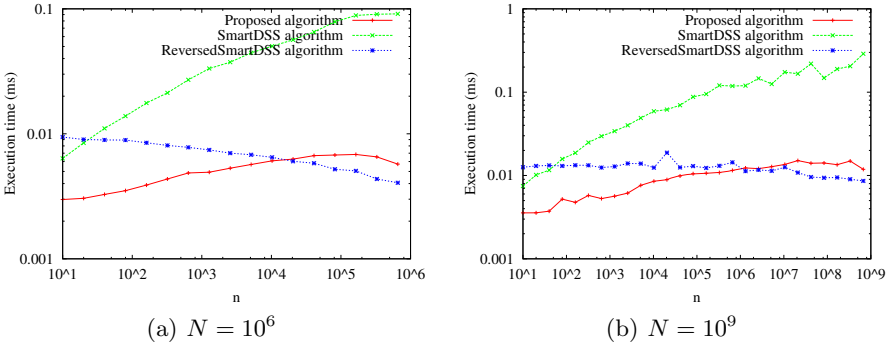 Proposed algorithm
SmartDSS algorithm
ReversedSmartDSS algorithm
Execution time (ms)
0.1
0.01
0.001
10^1
10^2
10^3
10^4
10^5
10^6
n
(a) N = 10^6
Proposed algorithm
SmartDSS algorithm
ReversedSmartDSS algorithm
Execution time (ms)
1
0.1
0.01
0.001
10^1
10^2
10^3
10^4
10^5
10^6
10^7
10^8
10^9
n
(b) N = 10^9